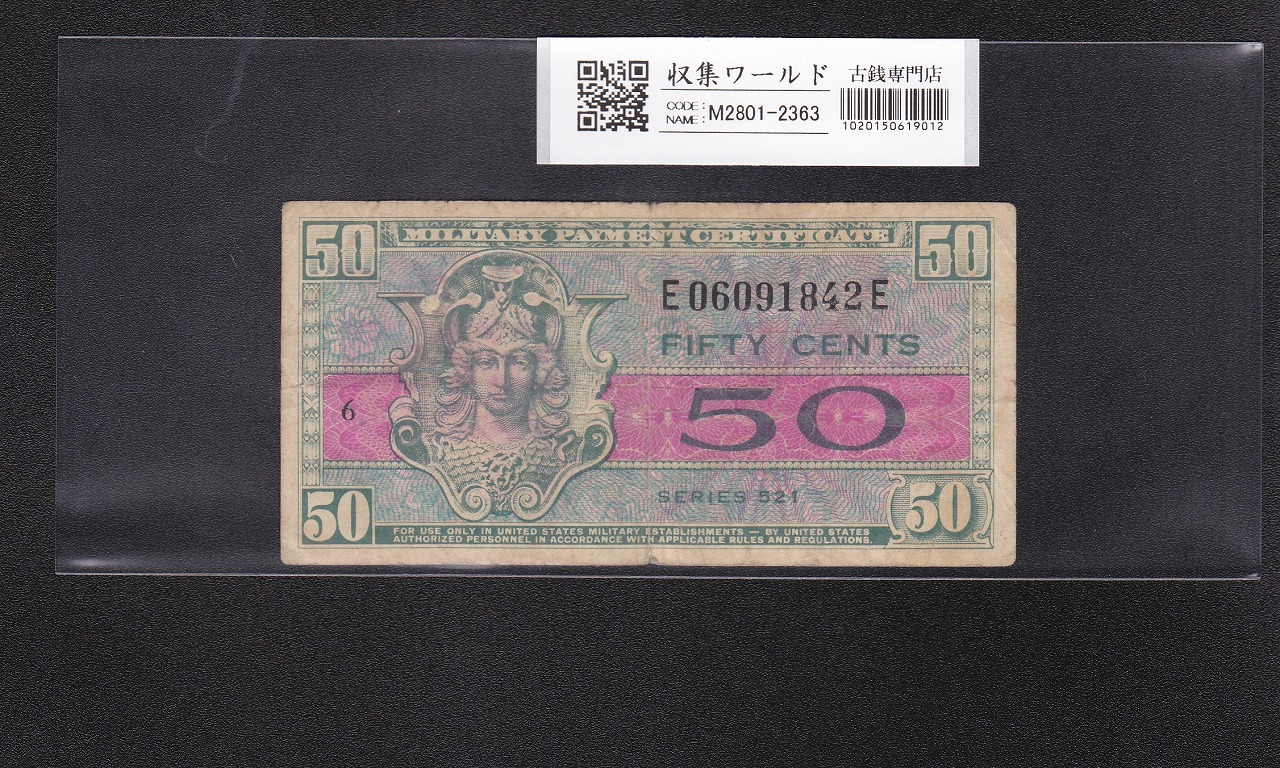 収集ワールド 古銭専門店
CODE:
NAME: M2801-2363
1020150619012
50 MILITARY PAYMENT CERTIFICATE 50
E06091842E
FIFTY CENTS
6 50
SERIES 521
50 50
FOR USE ONLY IN UNITED STATES MILITARY ESTABLISHMENTS — BY UNITED STATES
AUTHORIZED PERSONNEL IN ACCORDANCE WITH APPLICABLE RULES AND REGULATIONS.